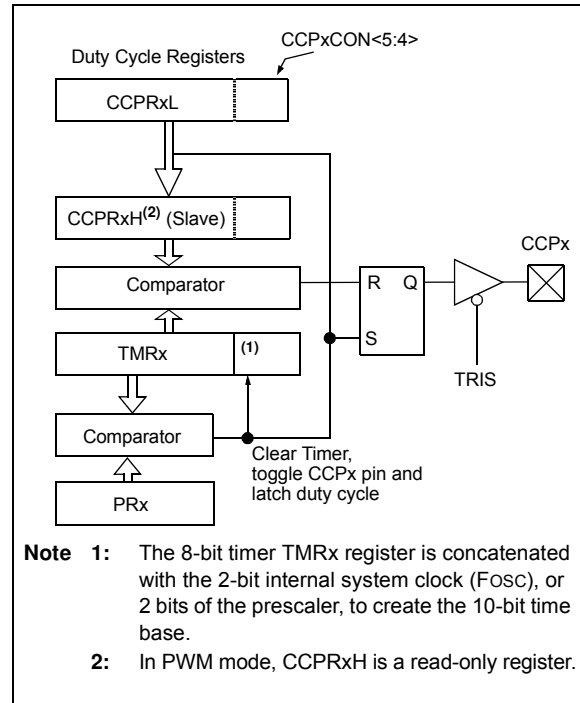 CCPxCON<5:4>
Duty Cycle Registers
CCPRxL
CCPRxH(2) (Slave)
CCPx
Comparator
R Q
TMRx (1)
S
TRIS
Comparator
Clear Timer,
toggle CCPx pin and
latch duty cycle
PRx
Note 1: The 8-bit timer TMRx register is concatenated
with the 2-bit internal system clock (FOSC), or
2 bits of the prescaler, to create the 10-bit time
base.
2: In PWM mode, CCPRxH is a read-only register.